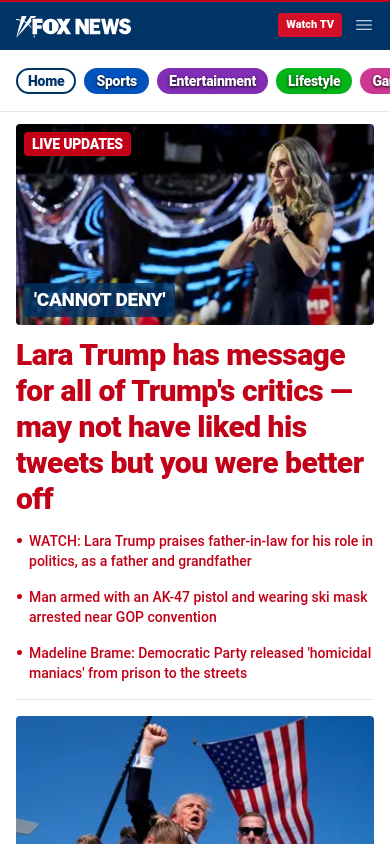 FOX NEWS
Watch TV
Home
Sports
Entertainment
Lifestyle
LIVE UPDATES
'CANNOT DENY'
Lara Trump has message
for all of Trump's critics —
may not have liked his
tweets but you were better
off
WATCH: Lara Trump praises father-in-law for his role in
politics, as a father and grandfather
Man armed with an AK-47 pistol and wearing ski mask
arrested near GOP convention
Madeline Brame: Democratic Party released 'homicidal
maniacs' from prison to the streets